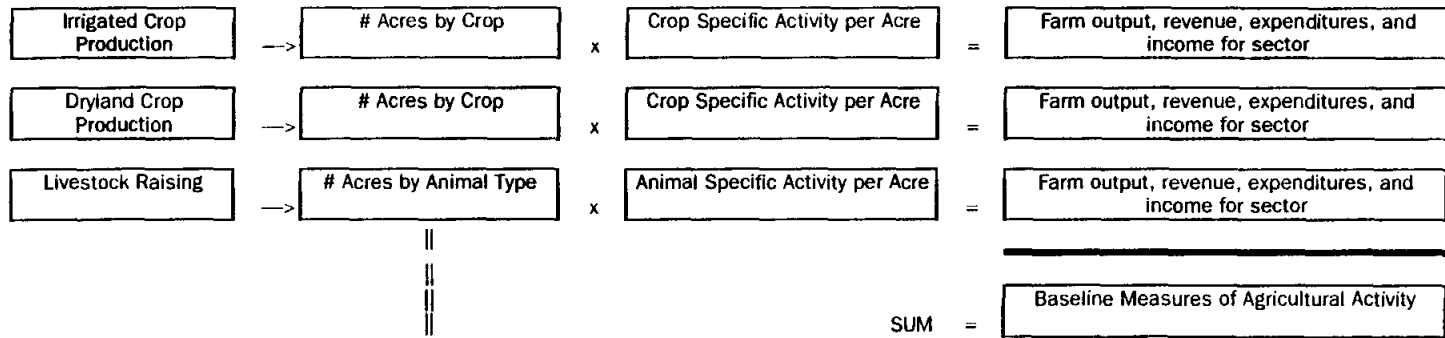 Irrigated Crop
Production
—>
# Acres by Crop
x
Crop Specific Activity per Acre
=
Farm output, revenue, expenditures, and
income for sector
Dryland Crop
Production
—>
# Acres by Crop
x
Crop Specific Activity per Acre
=
Farm output, revenue, expenditures, and
income for sector
Livestock Raising
—>
# Acres by Animal Type
x
Animal Specific Activity per Acre
=
Farm output, revenue, expenditures, and
income for sector
SUM =
Baseline Measures of Agricultural Activity